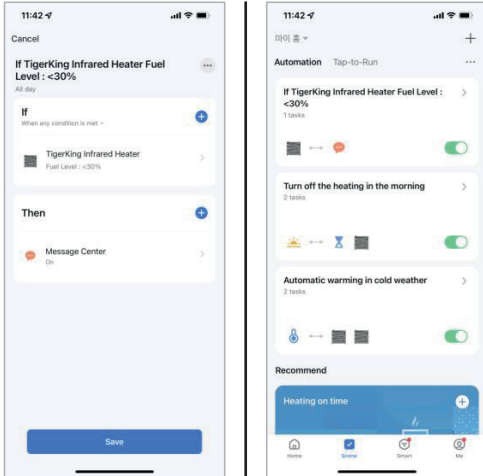 11:42
Cancel
If TigerKing Infrared Heater Fuel
Level : <30%
All day
If
When any condition is met
TigerKing Infrared Heater
Fuel Level : <30%
Then
Message Center
On
Save
11:42
마이 홈
Automation Tap-to-Run
If TigerKing Infrared Heater Fuel Level :
<30%
1 tasks
Turn off the heating in the morning
2 tasks
Automatic warming in cold weather
2 tasks
Recommend
Heating on time
Home Scene Smart Me